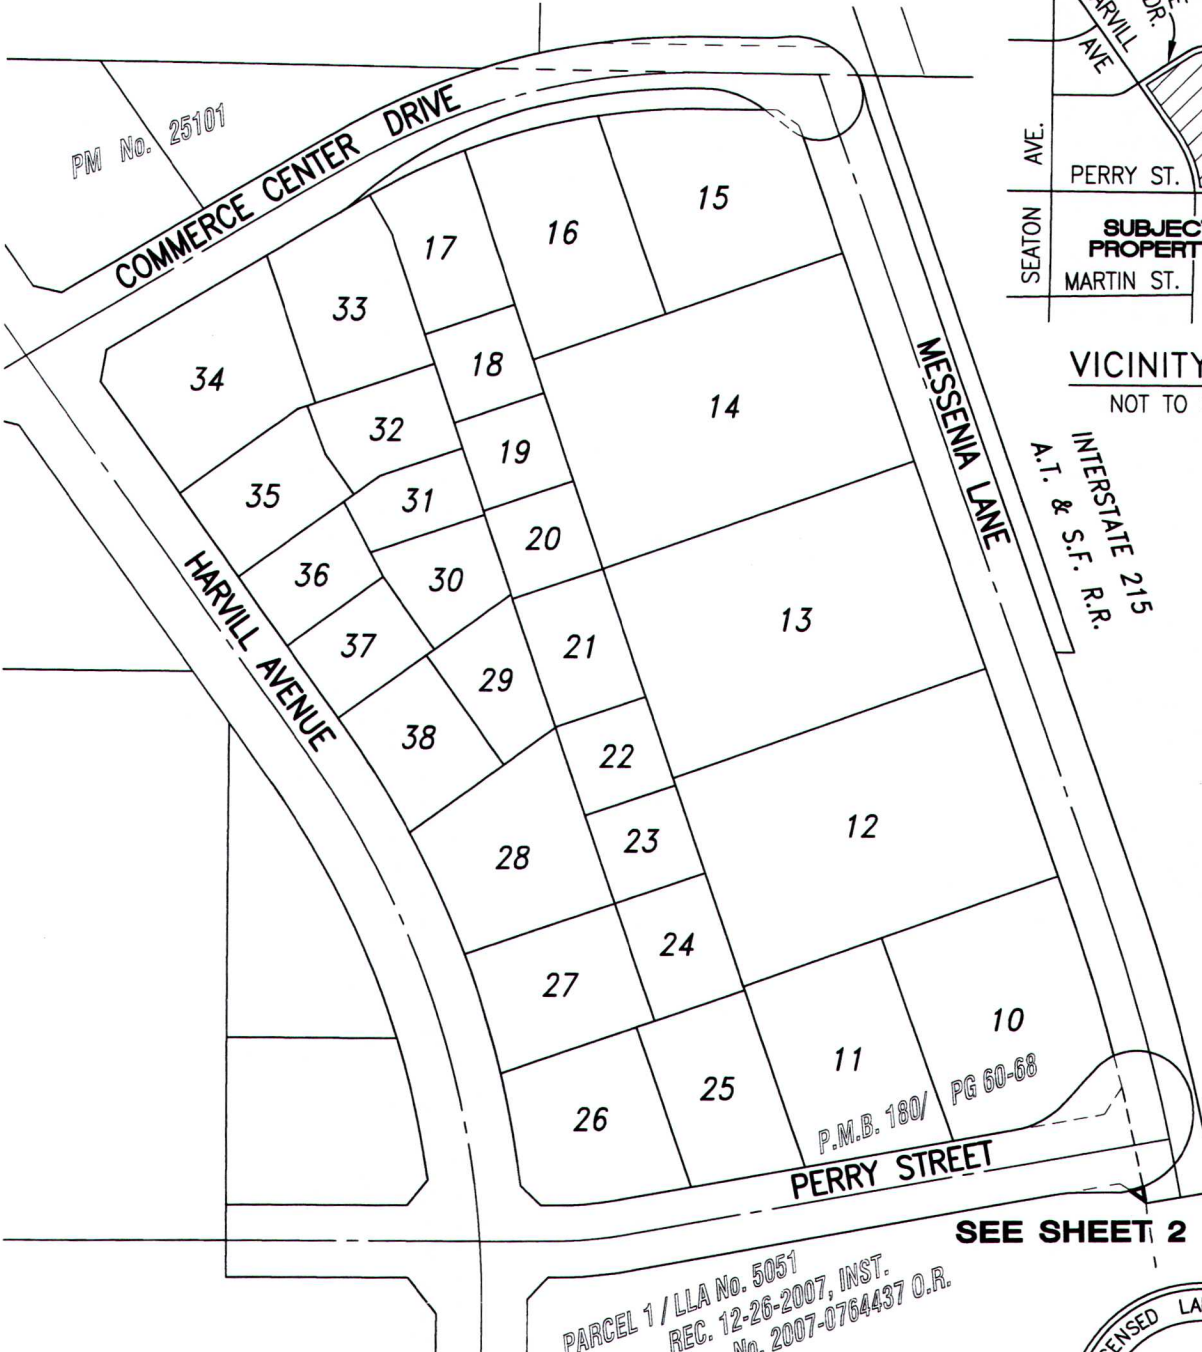 PM No. 25101
COMMERCE CENTER DRIVE
HARVILL
AVE
DR.
SEATON AVE.
PERRY ST.
MARTIN ST.
VICINITY
NOT TO
15
16
17
33
34
18
14
32
19
35
31
20
36
30
13
21
37
29
38
22
12
23
28
24
27
10
11
25
26
MESSENIA LANE
INTERSTATE 215
A.T. & S.F. R.R.
HARVILL AVENUE
P.M.B. 180/ PG 60-68
PERRY STREET
SEE SHEET 2
PARCEL 1 / LLA No. 5051
REC. 12-26-2007, INST.
No. 2007-0764437 O.R.